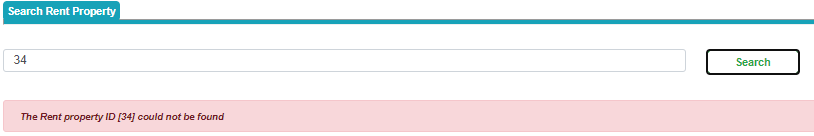 Search Rent Property
34
Search
The Rent property ID [34] could not be found